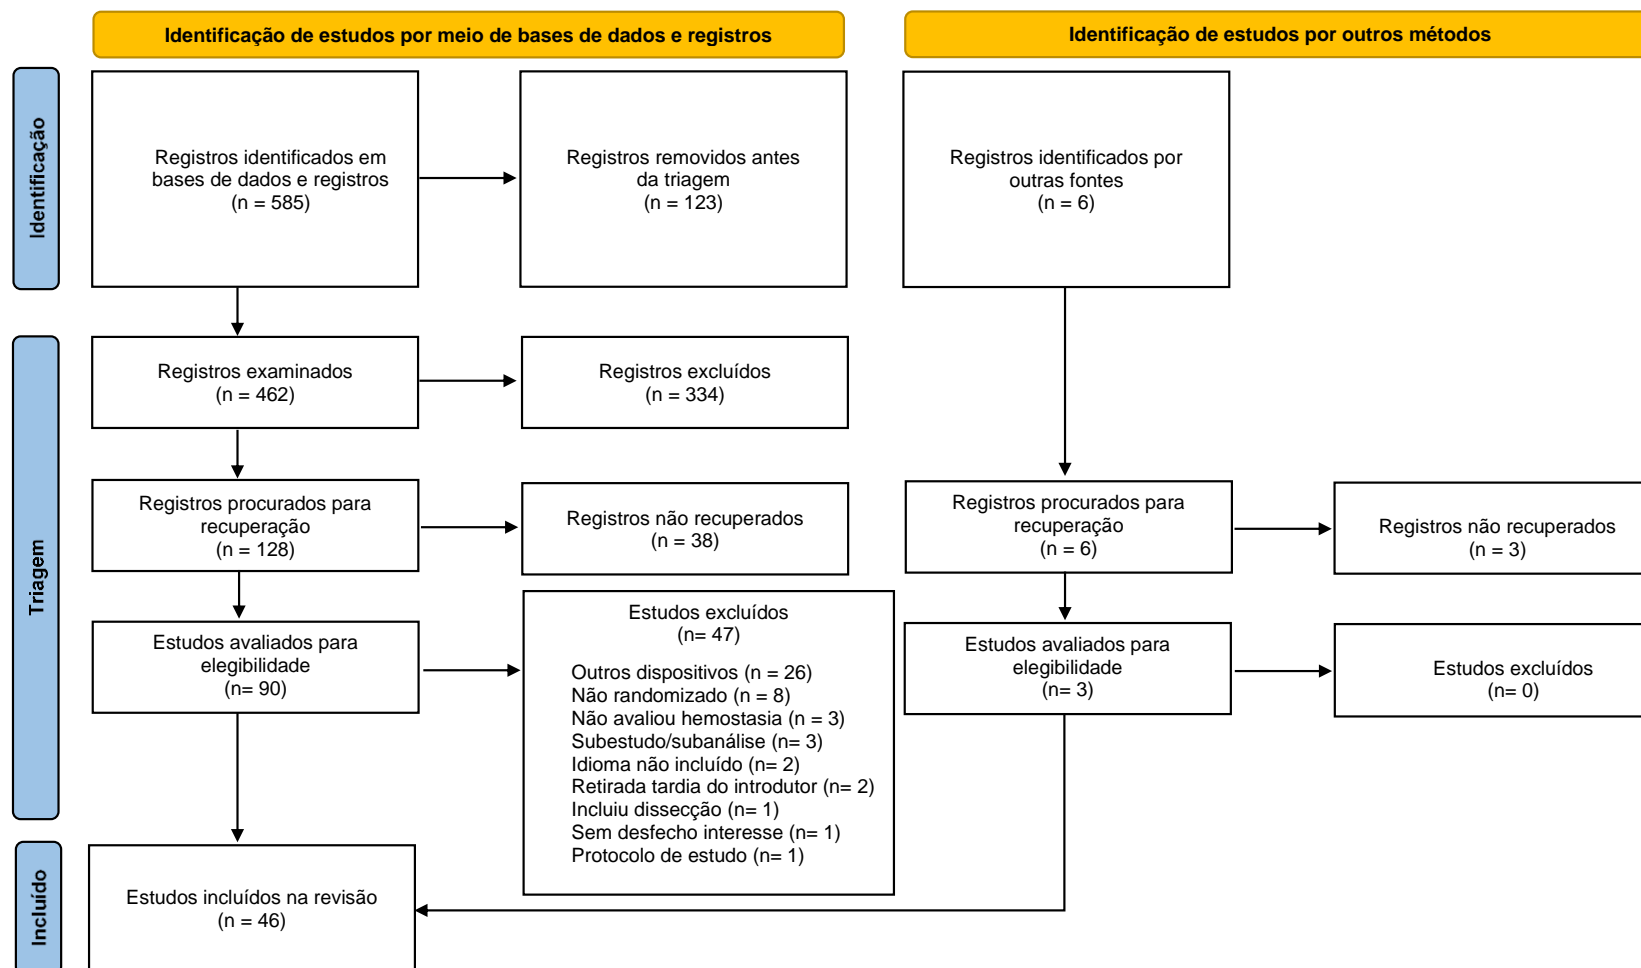 Identificação de estudos por meio de bases de dados e registros
Identificação de estudos por outros métodos
Identificação
Registros identificados em
bases de dados e registros
(n = 585)
Registros removidos antes
da triagem
(n = 123)
Registros identificados por
outras fontes
(n = 6)
Triagem
Registros examinados
(n = 462)
Registros excluídos
(n = 334)
Registros procurados para
recuperação
(n = 128)
Registros não recuperados
(n = 38)
Registros procurados para
recuperação
(n = 6)
Registros não recuperados
(n = 3)
Estudos avaliados para
elegibilidade
(n= 90)
Estudos excluídos
(n= 47)
Outros dispositivos (n = 26)
Não randomizado (n = 8)
Não avaliou hemostasia (n = 3)
Subestudo/subanálise (n= 3)
Idioma não incluído (n= 2)
Retirada tardia do introdutor (n= 2)
Incluiu dissecção (n= 1)
Sem desfecho interesse (n= 1)
Protocolo de estudo (n= 1)
Estudos avaliados para
elegibilidade
(n= 3)
Estudos excluídos
(n= 0)
Incluído
Estudos incluídos na revisão
(n = 46)